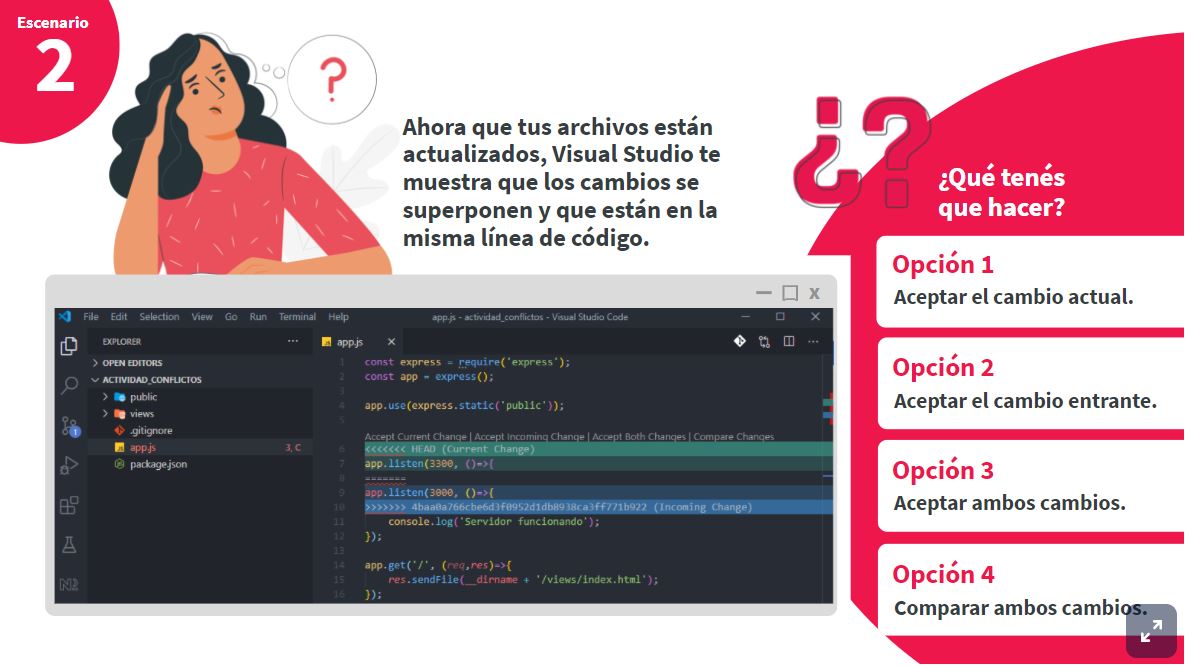 Escenario
2
?
Ahora que tus archivos están
actualizados, Visual Studio te
muestra que los cambios se
superponen y que están en la
misma línea de código.
¿?
¿Qué tenés
que hacer?
Opción 1
Aceptar el cambio actual.
Opción 2
Aceptar el cambio entrante.
Opción 3
Aceptar ambos cambios.
Opción 4
Comparar ambos cambios.
X
File Edit Selection View Go Run Terminal Help app.js - actividad_conflictos - Visual Studio Code
EXPLORER
OPEN EDITORS
ACTIVIDAD_CONFLICTOS
public
views
.gitignore
app.js 3, C
package.json
1
N2
app.js
1 const express = require('express');
2 const app = express();
3
4 app.use(express.static('public'));
5
Accept Current Change | Accept Incoming Change | Accept Both Changes | Compare Changes
6 <<<<<<< HEAD (Current Change)
7 app.listen(3300, ()=>{
8 =======
9 app.listen(3000, ()=>{
10 >>>>>>> 4baa0a766cbe6d3f0952d1db8938ca3ff771b922 (Incoming Change)
11 console.log('Servidor funcionando');
12 });
13
14 app.get('/', (req,res)=>{
15 res.sendFile(__dirname + '/views/index.html');
16 });